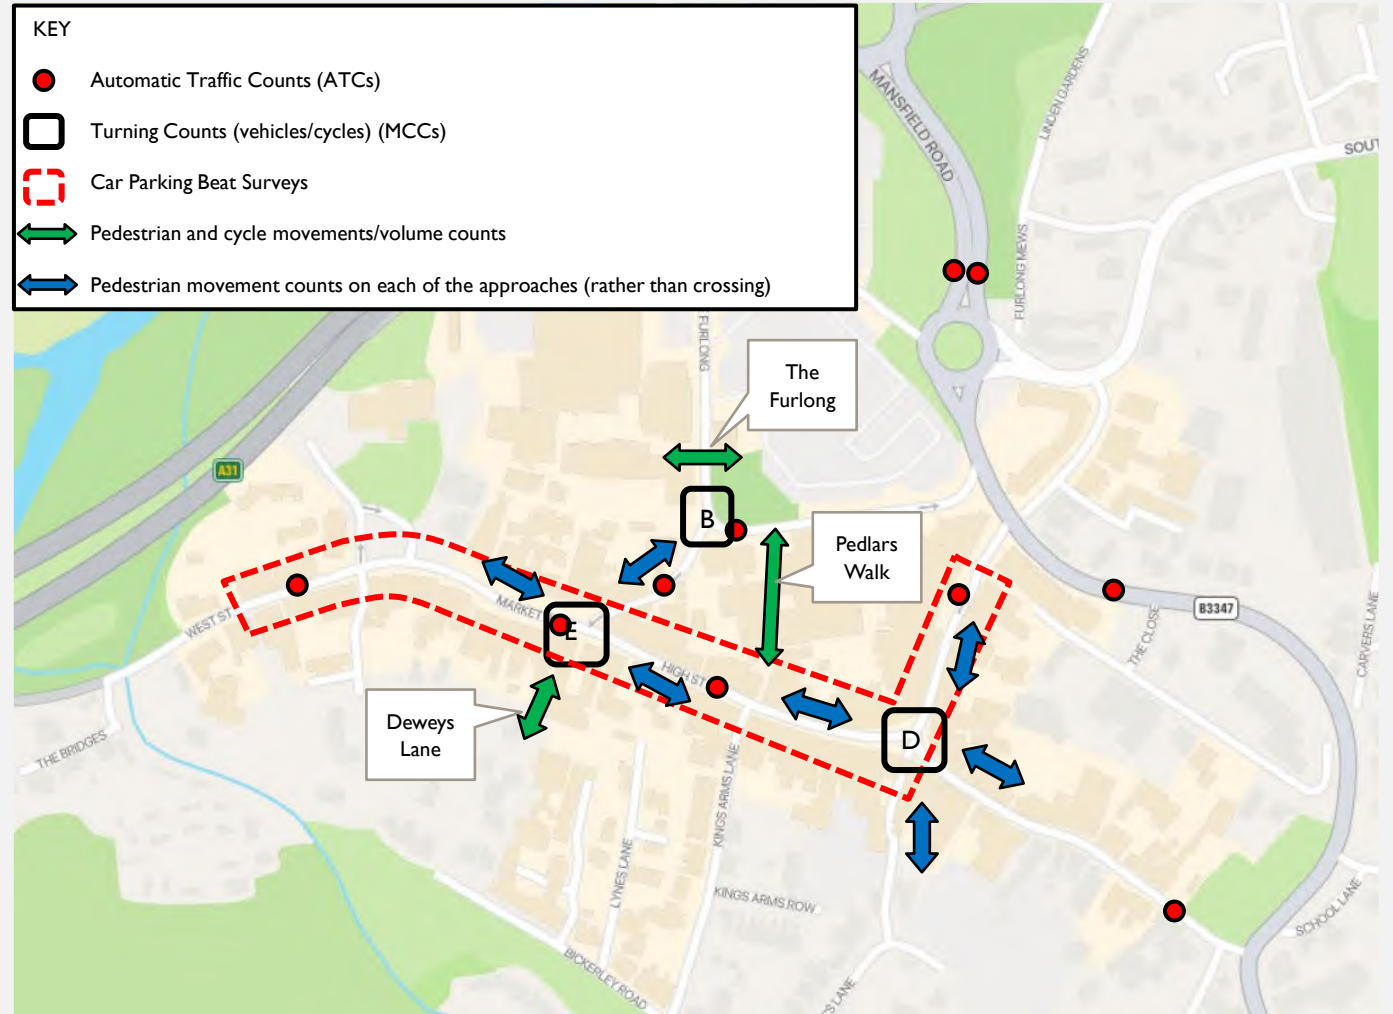 KEY
Automatic Traffic Counts (ATCs)
Turning Counts (vehicles/cycles) (MCCs)
Car Parking Beat Surveys
Pedestrian and cycle movements/volume counts
Pedestrian movement counts on each of the approaches (rather than crossing)
MANSFIELD ROAD
LINDEN GARDENS
SOUT
FURLONG MEWS
FURLONG
The
Furlong
A31
B
Pedlars
Walk
WEST ST
MARKET
E
HIGH ST
B3347
THE CLOSE
CARVERS LANE
Deweys
Lane
D
THE BRIDGES
KINGS ARMS LANE
LYNES LANE
KINGS ARMS ROW
BICKERLEY ROAD
'S LANE
SCHOOL LANE